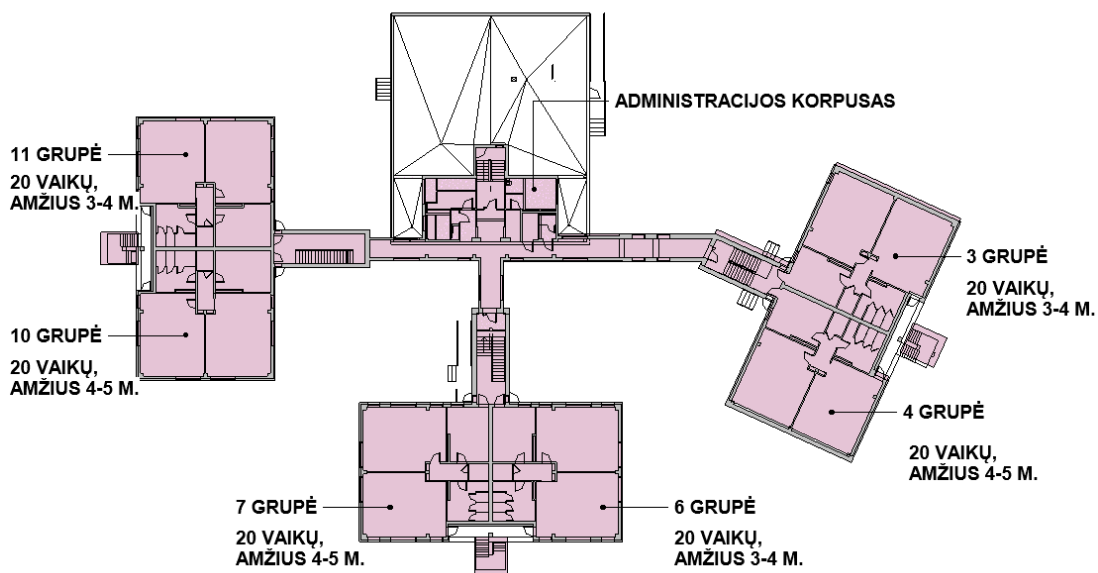 ADMINISTRACIJOS KORPUSAS
11 GRUPĖ
20 VAIKŲ,
AMŽIUS 3-4 M.
3 GRUPĖ
20 VAIKŲ,
AMŽIUS 3-4 M.
10 GRUPĖ
20 VAIKŲ,
AMŽIUS 4-5 M.
4 GRUPĖ
20 VAIKŲ,
AMŽIUS 4-5 M.
7 GRUPĖ
20 VAIKŲ,
AMŽIUS 4-5 M.
6 GRUPĖ
20 VAIKŲ,
AMŽIUS 3-4 M.